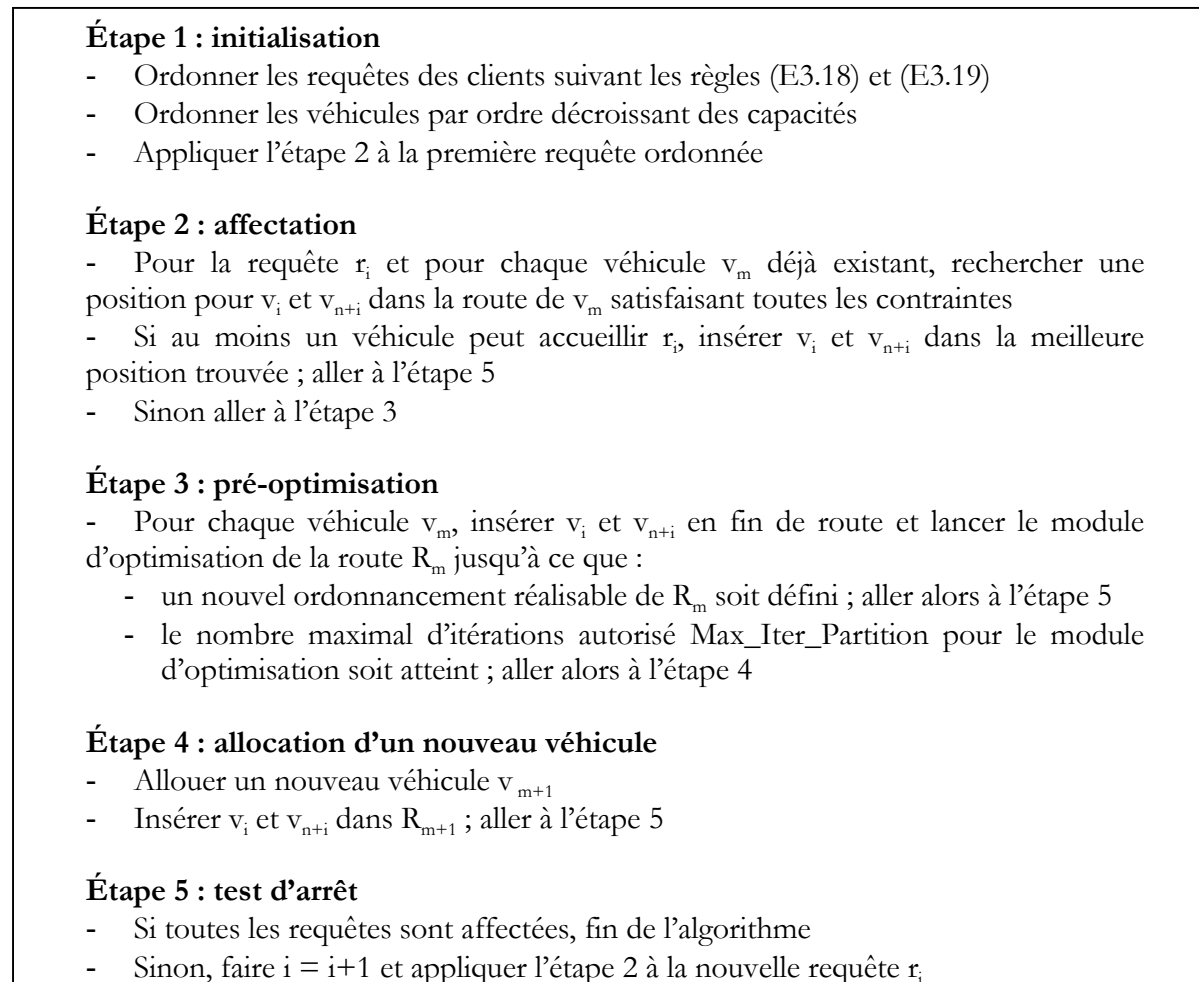 Étape 1 : initialisation
- Ordonner les requêtes des clients suivant les règles (E3.18) et (E3.19)
- Ordonner les véhicules par ordre décroissant des capacités
- Appliquer l’étape 2 à la première requête ordonnée
Étape 2 : affectation
- Pour la requête rᵢ et pour chaque véhicule vₘ déjà existant, rechercher une
position pour vᵢ et vₙ₊ᵢ dans la route de vₘ satisfaisant toutes les contraintes
- Si au moins un véhicule peut accueillir rᵢ, insérer vᵢ et vₙ₊ᵢ dans la meilleure
position trouvée ; aller à l’étape 5
- Sinon aller à l’étape 3
Étape 3 : pré-optimisation
- Pour chaque véhicule vₘ, insérer vᵢ et vₙ₊ᵢ en fin de route et lancer le module
d’optimisation de la route Rₘ jusqu’à ce que :
- un nouvel ordonnancement réalisable de Rₘ soit défini ; aller alors à l’étape 5
- le nombre maximal d’itérations autorisé Max_Iter_Partition pour le module
d’optimisation soit atteint ; aller alors à l’étape 4
Étape 4 : allocation d’un nouveau véhicule
- Allouer un nouveau véhicule v ₘ₊₁
- Insérer vᵢ et vₙ₊ᵢ dans Rₘ₊₁ ; aller à l’étape 5
Étape 5 : test d’arrêt
- Si toutes les requêtes sont affectées, fin de l’algorithme
- Sinon, faire i = i+1 et appliquer l’étape 2 à la nouvelle requête rᵢ